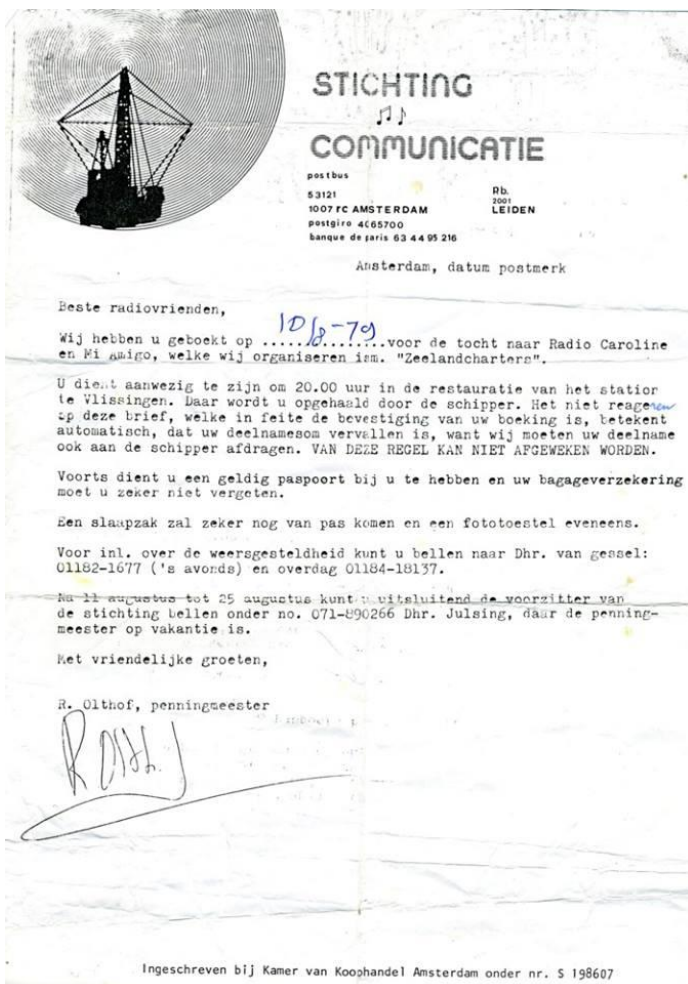 STICHTING
COMMUNICATIE
postbus
53121
1007 rC AMSTERDAM
postgiro 4065700
banque de paris 63 44 95 216
Rb.
2001
LEIDEN
Amsterdam, datum postmerk
Beste radiovrienden,
Wij hebben u geboekt op ...10/8-79...voor de tocht naar Radio Caroline
en Mi Amigo, welke wij organiseren ism. "Zeelandcharters".
U dient aanwezig te zijn om 20.00 uur in de restauratie van het station
te Vlissingen. Daar wordt u opgehaald door de schipper. Het niet reageren
op deze brief, welke in feite de bevestiging van uw boeking is, betekent
automatisch, dat uw deelnamesom vervallen is, want wij moeten uw deelname
ook aan de schipper afdragen. VAN DEZE REGEL KAN NIET AFGEWEKEN WORDEN.
Voorts dient u een geldig paspoort bij u te hebben en uw bagageverzekering
moet u zeker niet vergeten.
Een slaapzak zal zeker nog van pas komen en een fototoestel eveneens.
Voor inl. over de weersgesteldheid kunt u bellen naar Dhr. van gessel:
01182-1677 ('s avonds) en overdag 01184-18137.
Na 11 augustus tot 25 augustus kunt u uitsluitend de voorzitter van
de stichting bellen onder no. 071-890266 Dhr. Julsing, daar de penning-
meester op vakantie is.
Met vriendelijke groeten,
R. Olthof, penningmeester
R Olth.
Ingeschreven bij Kamer van Koophandel Amsterdam onder nr. S 198607